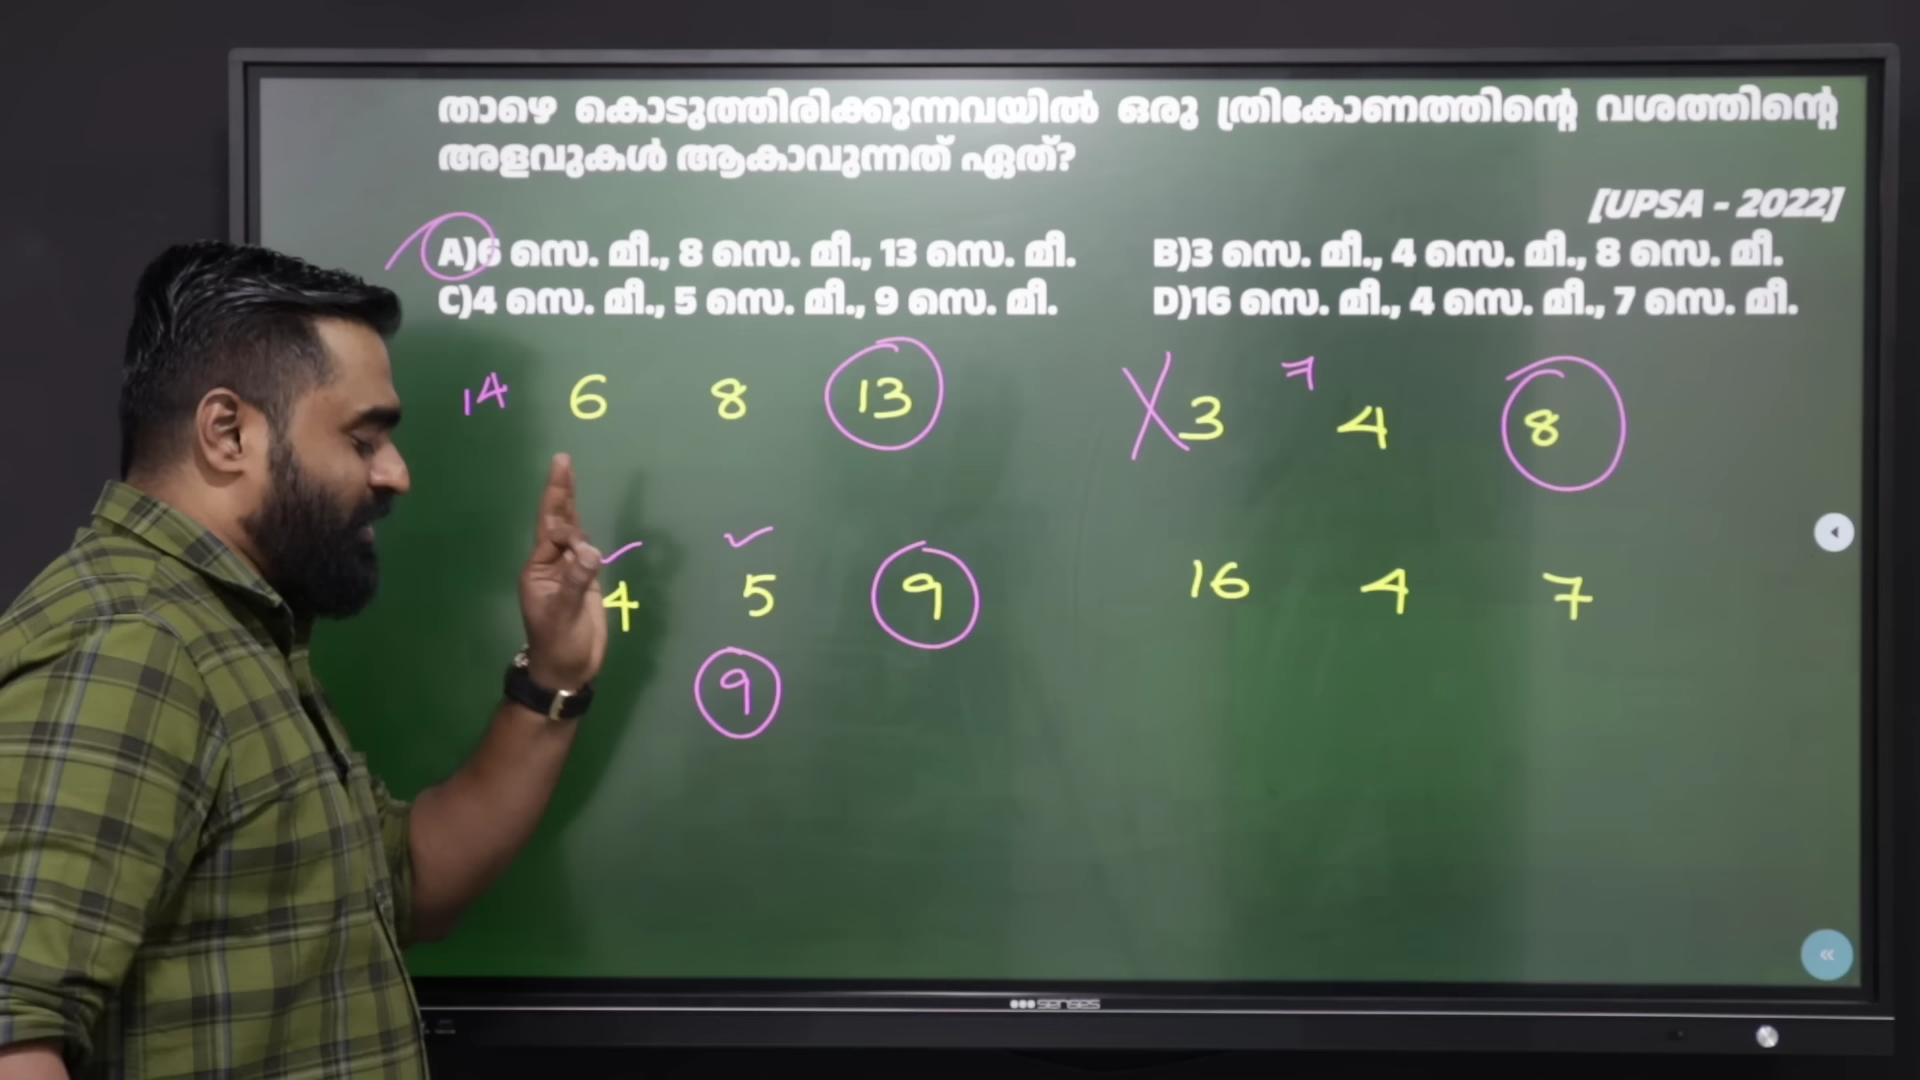 താഴെ കൊടുത്തിരിക്കുന്നവയിൽ ഒരു ത്രികോണത്തിന്റെ വശത്തിന്റെ
അളവുകൾ ആകാവുന്നത് ഏത്?
[UPSA - 2022]
A)6 സെ. മീ., 8 സെ. മീ., 13 സെ. മീ. B)3 സെ. മീ., 4 സെ. മീ., 8 സെ. മീ.
C)4 സെ. മീ., 5 സെ. മീ., 9 സെ. മീ. D)16 സെ. മീ., 4 സെ. മീ., 7 സെ. മീ.
14 6 8 13 3 7 4 8
4 5 9 16 4 7
9
senses